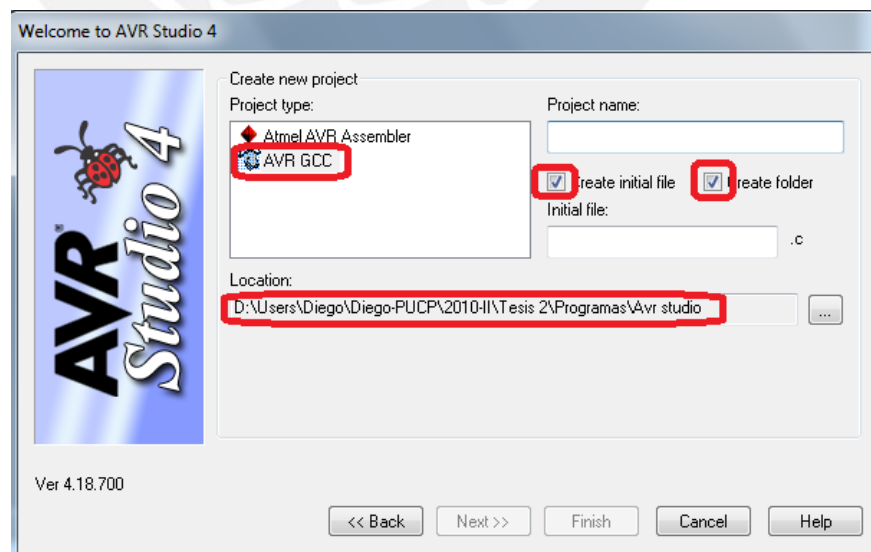 Welcome to AVR Studio 4
Create new project
Project type:
Atmel AVR Assembler
AVR GCC
Project name:
Create initial file
Create folder
Initial file:
.c
Location:
D:\Users\Diego\Diego-PUCP\2010-II\Tesis 2\Programas\Avr studio
...
AVR®
Studio 4
Ver 4.18.700
<< Back
Next >>
Finish
Cancel
Help